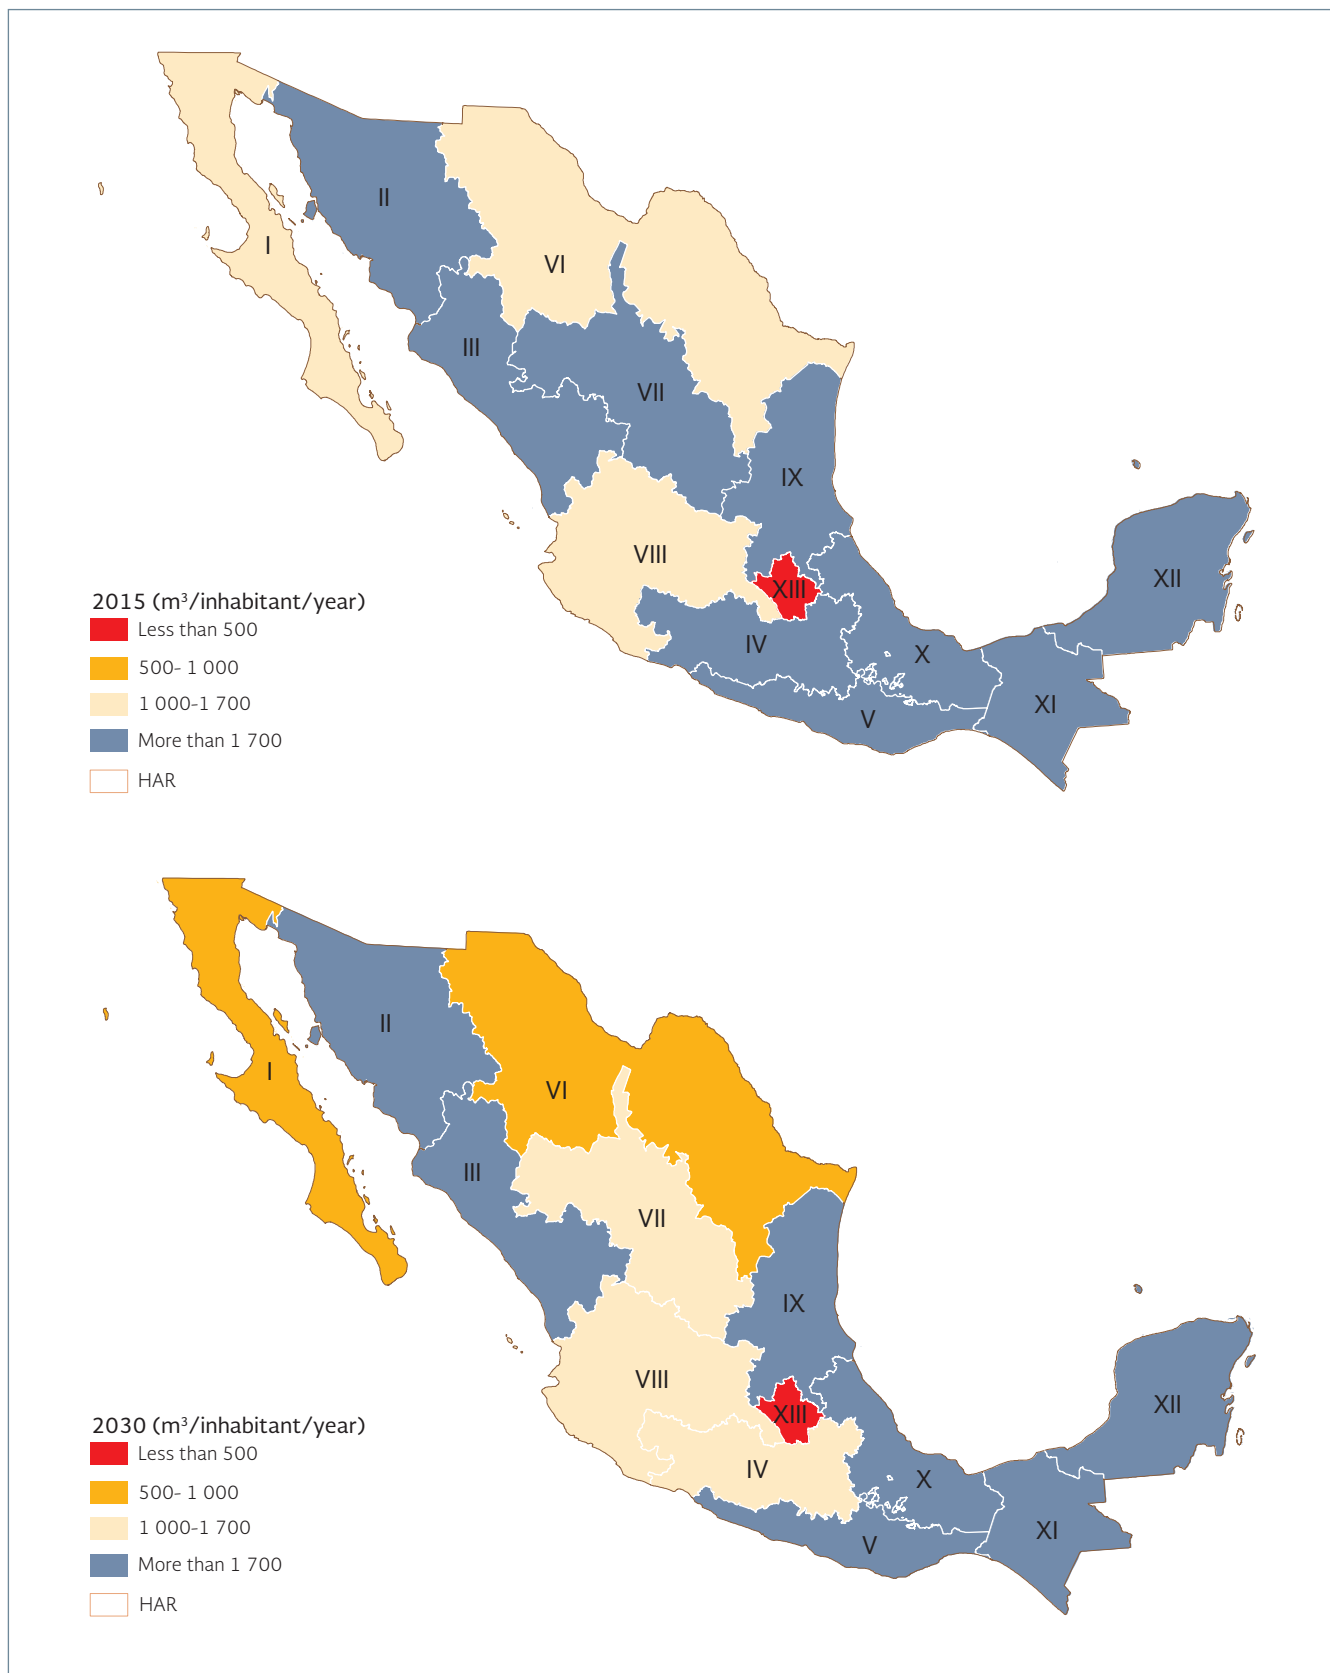 II
I
VI
III
VII
IX
VIII
XIII
XII
IV
X
XI
V
2015 (m³/inhabitant/year)
Less than 500
500- 1 000
1 000-1 700
More than 1 700
HAR
II
I
VI
III
VII
IX
VIII
XIII
XII
IV
X
XI
V
2030 (m³/inhabitant/year)
Less than 500
500- 1 000
1 000-1 700
More than 1 700
HAR